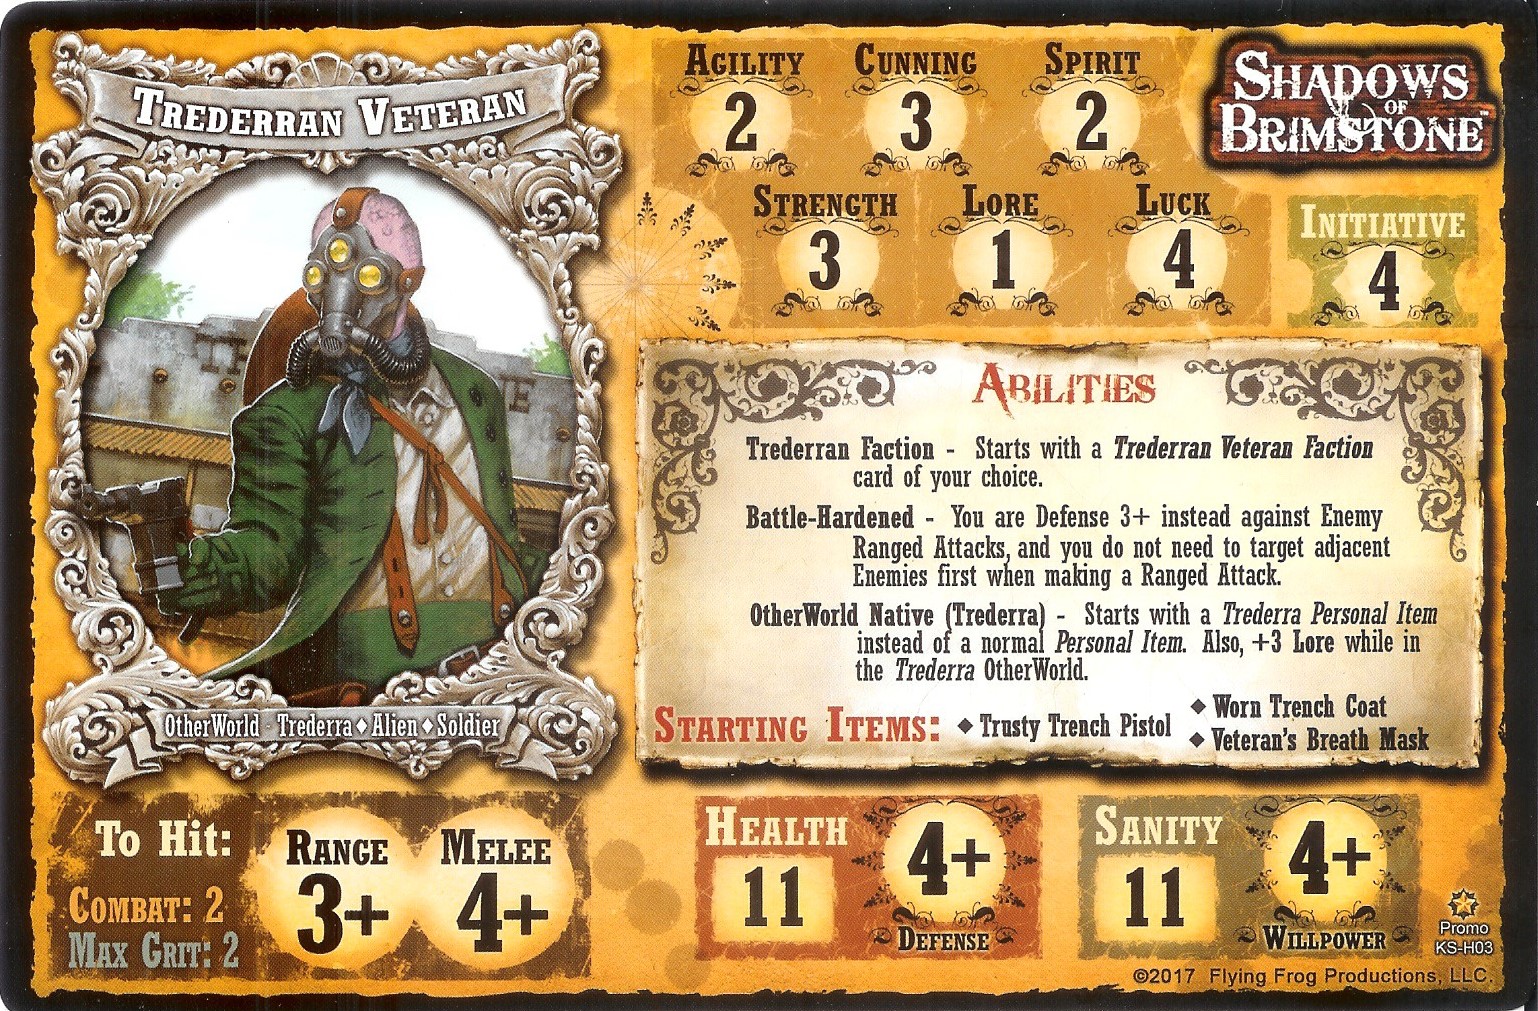 Trederran Veteran
OtherWorld - Trederra ◆ Alien ◆ Soldier
To Hit:
Range
3+
Melee
4+
Combat: 2
Max Grit: 2
Agility
2
Cunning
3
Spirit
2
Shadows
of
Brimstone™
Strength
3
Lore
1
Luck
4
Initiative
4
Abilities
Trederran Faction - Starts with a Trederran Veteran Faction
card of your choice.
Battle-Hardened - You are Defense 3+ instead against Enemy
Ranged Attacks, and you do not need to target adjacent
Enemies first when making a Ranged Attack.
OtherWorld Native (Trederra) - Starts with a Trederra Personal Item
instead of a normal Personal Item. Also, +3 Lore while in
the Trederra OtherWorld.
Starting Items: ◆ Trusty Trench Pistol
◆ Worn Trench Coat
◆ Veteran's Breath Mask
Health
11
4+
Defense
Sanity
11
4+
Willpower
Promo
KS-H03
©2017 Flying Frog Productions, LLC.